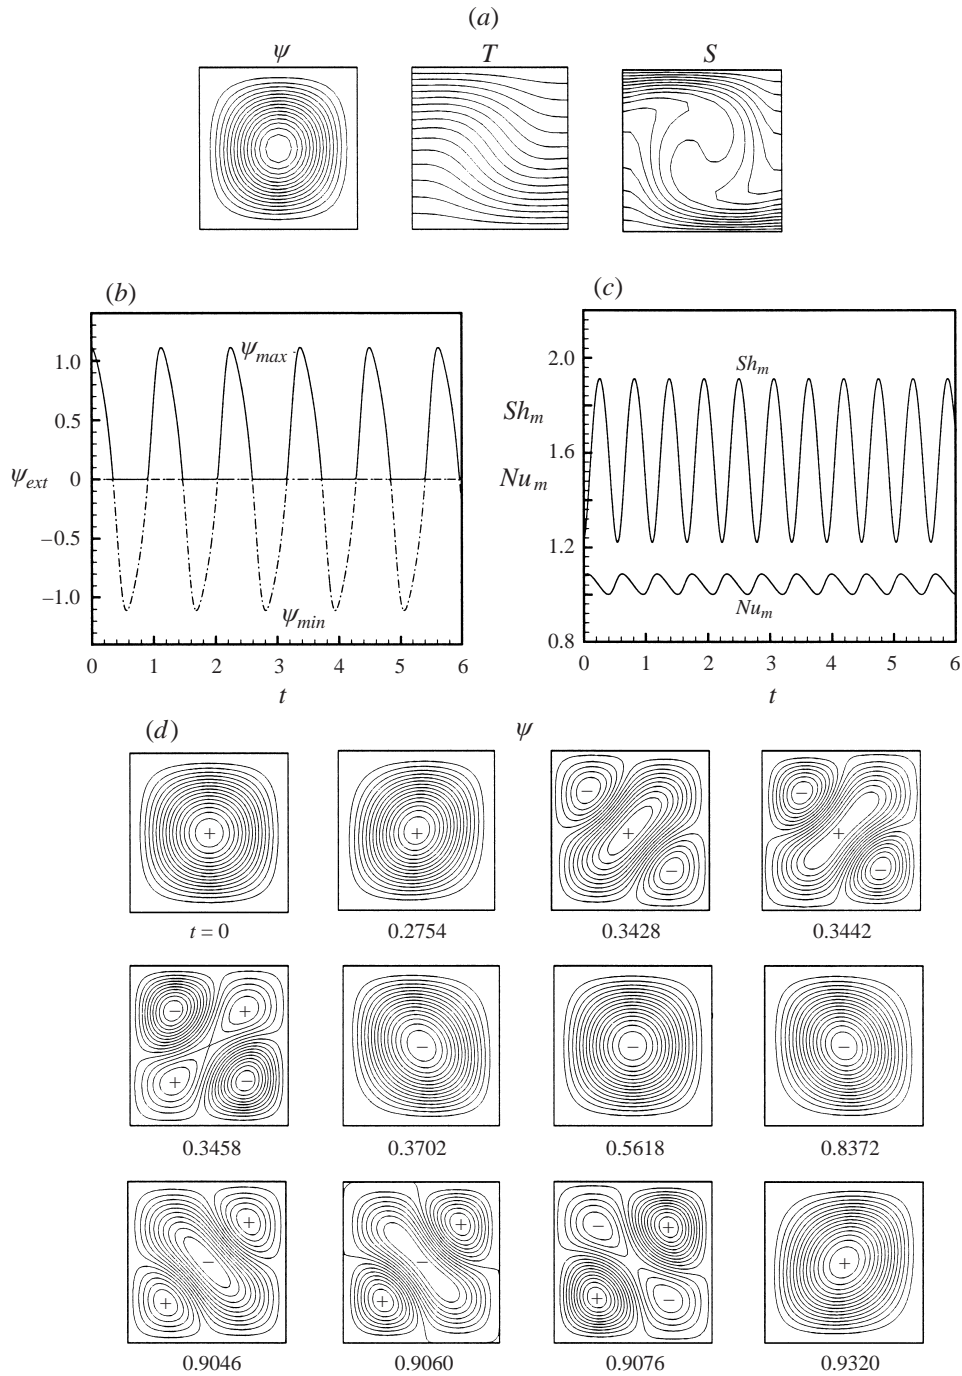 (a)
ψ T S
(b)
1.0
0.5
0
−0.5
−1.0
ψext
ψmax
ψmin
0 1 2 3 4 5 6
t
(c)
2.0
1.6
1.2
0.8
Shm
Num
Shm
Num
0 1 2 3 4 5 6
t
(d) ψ
+ + − + − − + −
t = 0 0.2754 0.3428 0.3442
− + + − − − −
0.3458 0.3702 0.5618 0.8372
+ − + + − + − + + − +
0.9046 0.9060 0.9076 0.9320